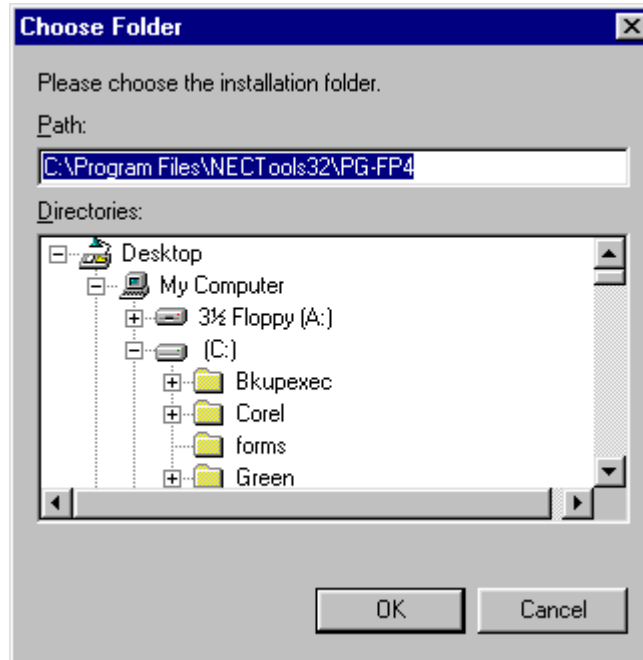 Choose Folder
Please choose the installation folder.
Path:
C:\Program Files\NECTools32\PG-FP4
Directories:
Desktop
My Computer
3½ Floppy (A:)
(C:)
Bkupexec
Corel
forms
Green
OK Cancel